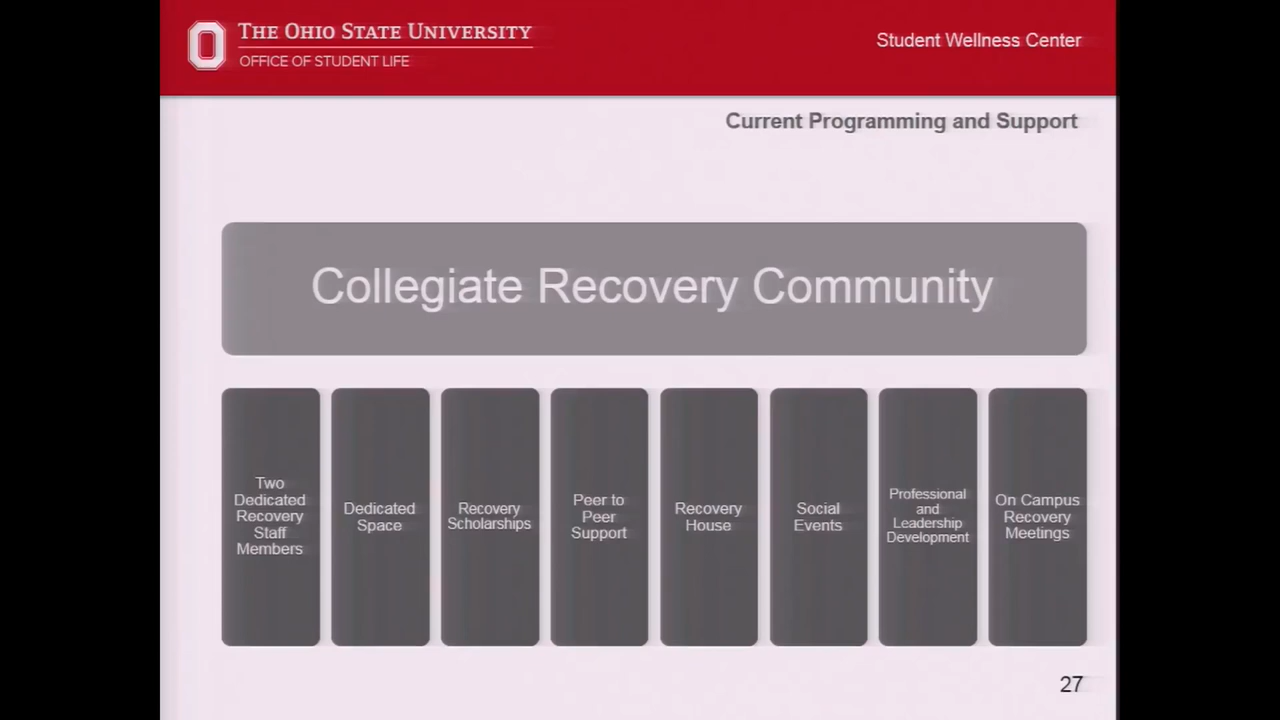 THE OHIO STATE UNIVERSITY
OFFICE OF STUDENT LIFE
Student Wellness Center
Current Programming and Support
Collegiate Recovery Community
Two
Dedicated
Recovery
Staff
Members
Dedicated
Space
Recovery
Scholarships
Peer to
Peer
Support
Recovery
House
Social
Events
Professional
and
Leadership
Development
On Campus
Recovery
Meetings
27